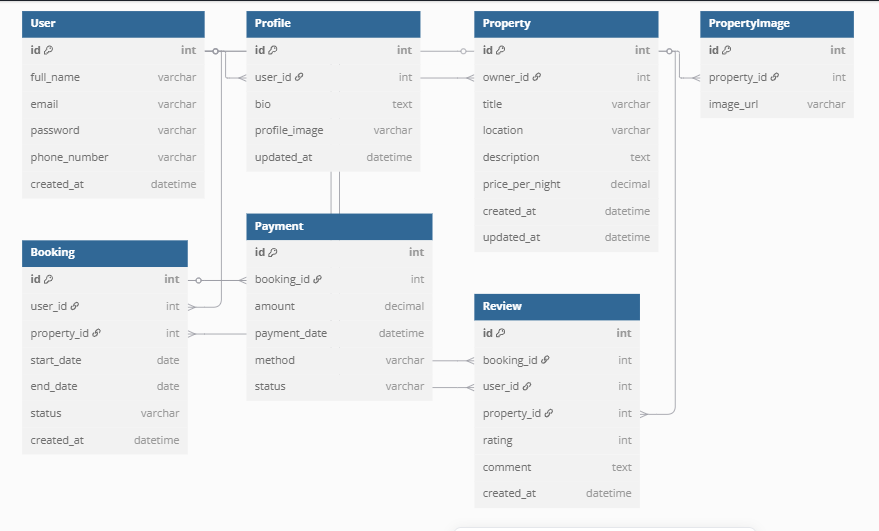 User
id int
full_name varchar
email varchar
password varchar
phone_number varchar
created_at datetime
Profile
id int
user_id int
bio text
profile_image varchar
updated_at datetime
Property
id int
owner_id int
title varchar
location varchar
description text
price_per_night decimal
created_at datetime
updated_at datetime
PropertyImage
id int
property_id int
image_url varchar
Booking
id int
user_id int
property_id int
start_date date
end_date date
status varchar
created_at datetime
Payment
id int
booking_id int
amount decimal
payment_date datetime
method varchar
status varchar
Review
id int
booking_id int
user_id int
property_id int
rating int
comment text
created_at datetime